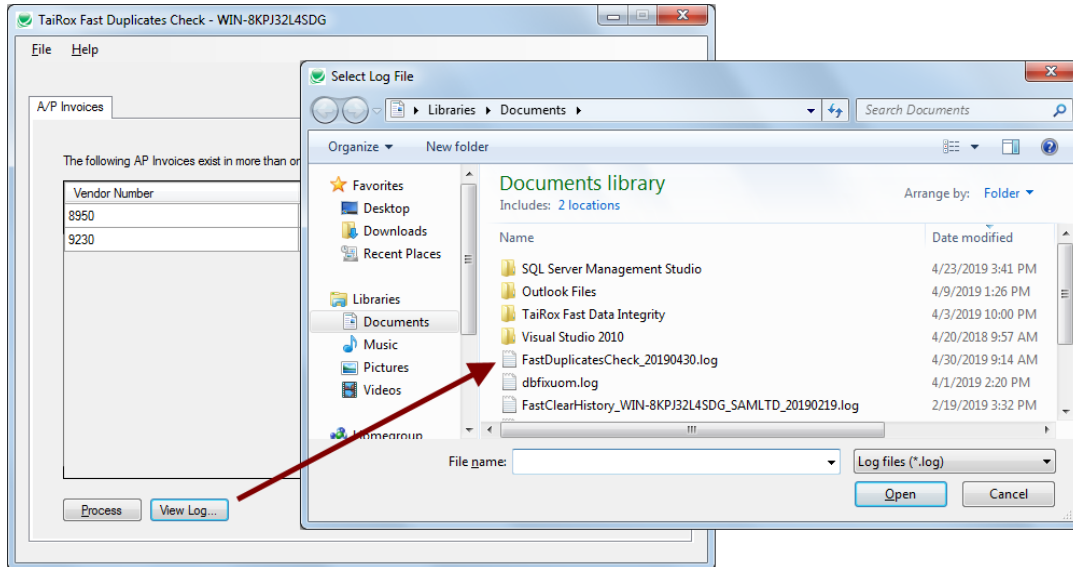 TaiRox Fast Duplicates Check - WIN-8KPJ32L4SDG
File Help
A/P Invoices
The following AP Invoices exist in more than
Vendor Number
8950
9230
Process View Log...
Select Log File
Libraries Documents
Search Documents
Organize New folder
Favorites
Desktop
Downloads
Recent Places
Libraries
Documents
Music
Pictures
Videos
Homegroup
Documents library
Includes: 2 locations
Arrange by: Folder
Name Date modified
SQL Server Management Studio 4/23/2019 3:41 PM
Outlook Files 4/9/2019 1:26 PM
TaiRox Fast Data Integrity 4/3/2019 10:00 PM
Visual Studio 2010 4/20/2018 9:57 AM
FastDuplicatesCheck_20190430.log 4/30/2019 9:14 AM
dbfixuom.log 4/1/2019 2:20 PM
FastClearHistory_WIN-8KPJ32L4SDG_SAMLTD_20190219.log 2/19/2019 3:32 PM
File name: Log files (*.log)
Open Cancel